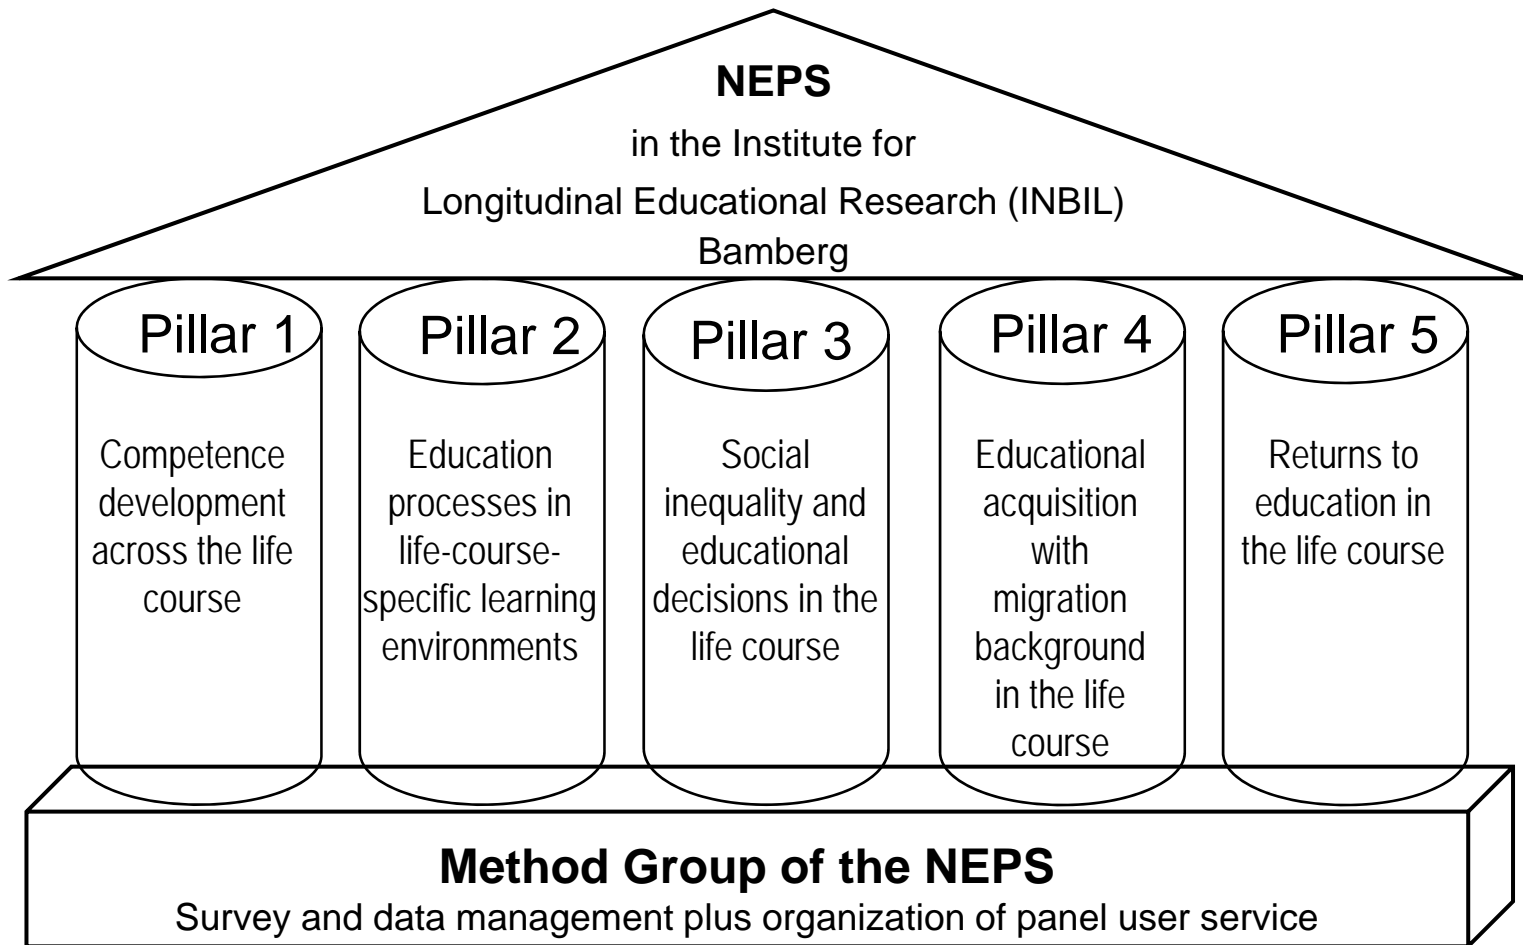 NEPS
in the Institute for
Longitudinal Educational Research (INBIL)
Bamberg
Pillar 1
Competence
development
across the life
course
Pillar 2
Education
processes in
life-course-
specific learning
environments
Pillar 3
Social
inequality and
educational
decisions in the
life course
Pillar 4
Educational
acquisition
with
migration
background
in the life
course
Pillar 5
Returns to
education in
the life course
Method Group of the NEPS
Survey and data management plus organization of panel user service